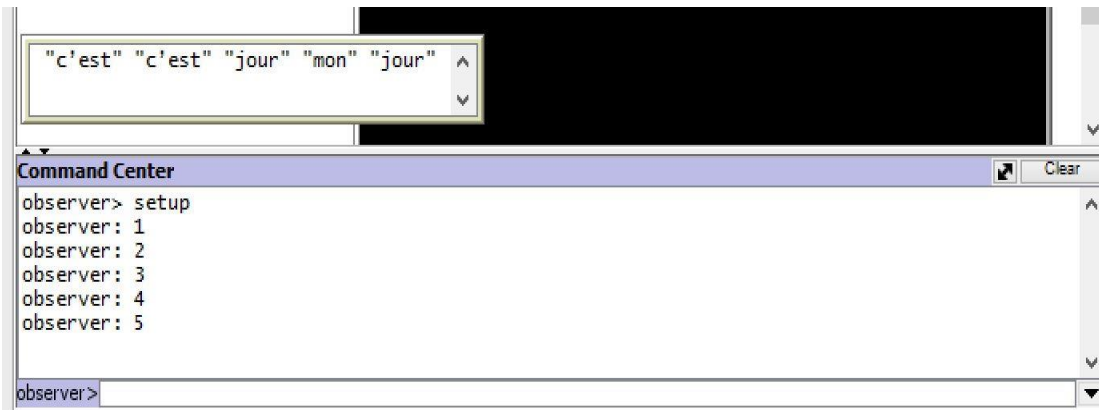 "c'est" "c'est" "jour" "mon" "jour"
Command Center
Clear
observer> setup
observer: 1
observer: 2
observer: 3
observer: 4
observer: 5
observer>